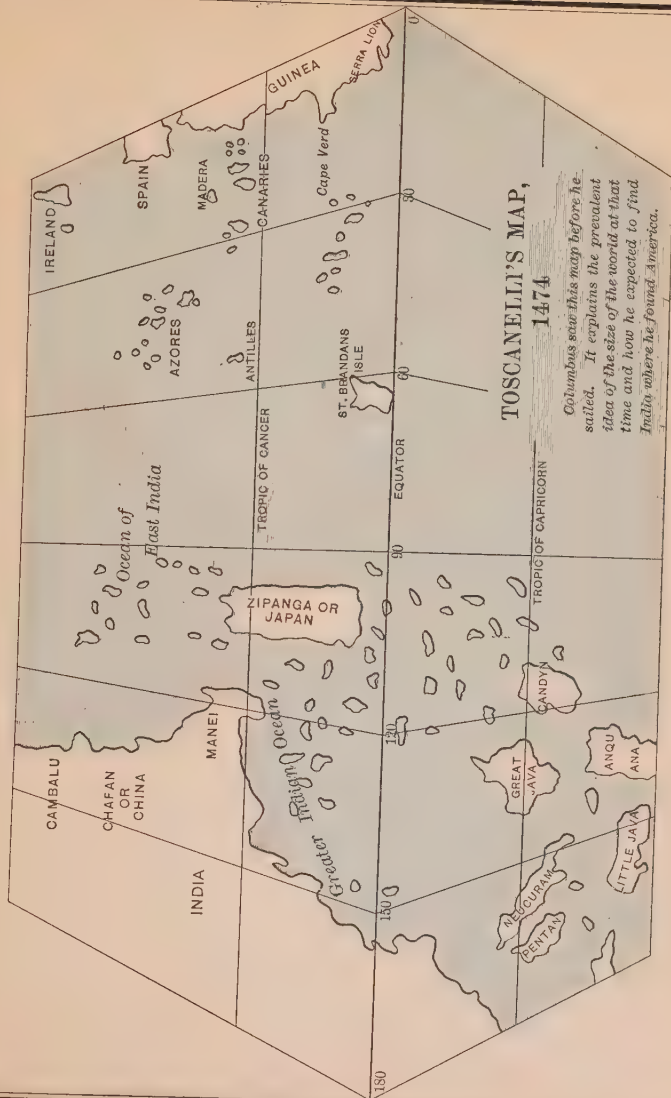 IRELAND
SPAIN
MADERA
CANARIES
GUINEA
SERRA LION
Cape Verd
0
30
AZORES
ANTILLES
ST. BRANDANS
ISLE
60
TROPIC OF CANCER
EQUATOR
TROPIC OF CAPRICORN
90
Ocean of
East India
ZIPANGA OR
JAPAN
CAMBALU
CHAFAN
OR
CHINA
MANEI
INDIA
Greater Indian Ocean
120
150
180
CANDYN
GREAT
JAVA
ANQU
ANA
LITTLE JAVA
NEUCURAM
PENTAN
TOSCANELLI'S MAP,
1474
Columbus saw this map before he
sailed. It explains the prevalent
idea of the size of the world at that
time and how he expected to find
India where he found America.